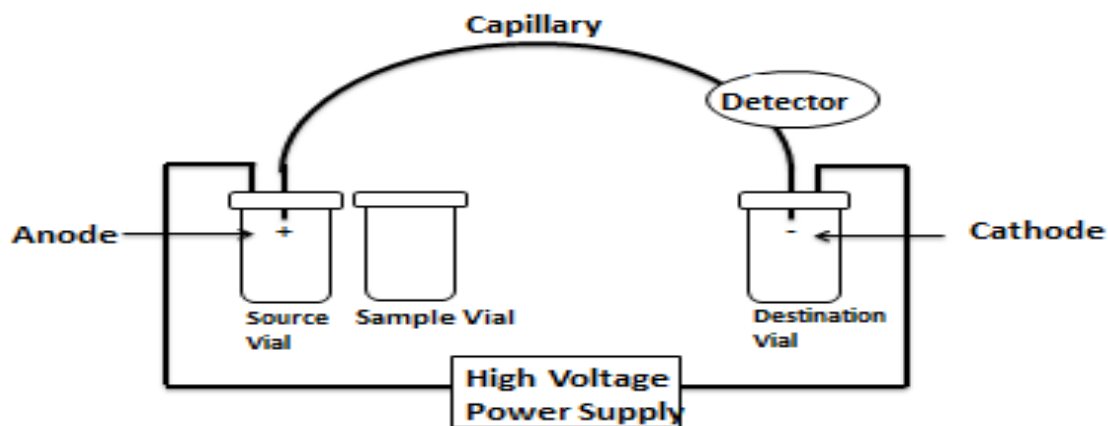 Capillary
Detector
Anode
+
-
Cathode
Source
Vial
Sample Vial
Destination
Vial
High Voltage
Power Supply